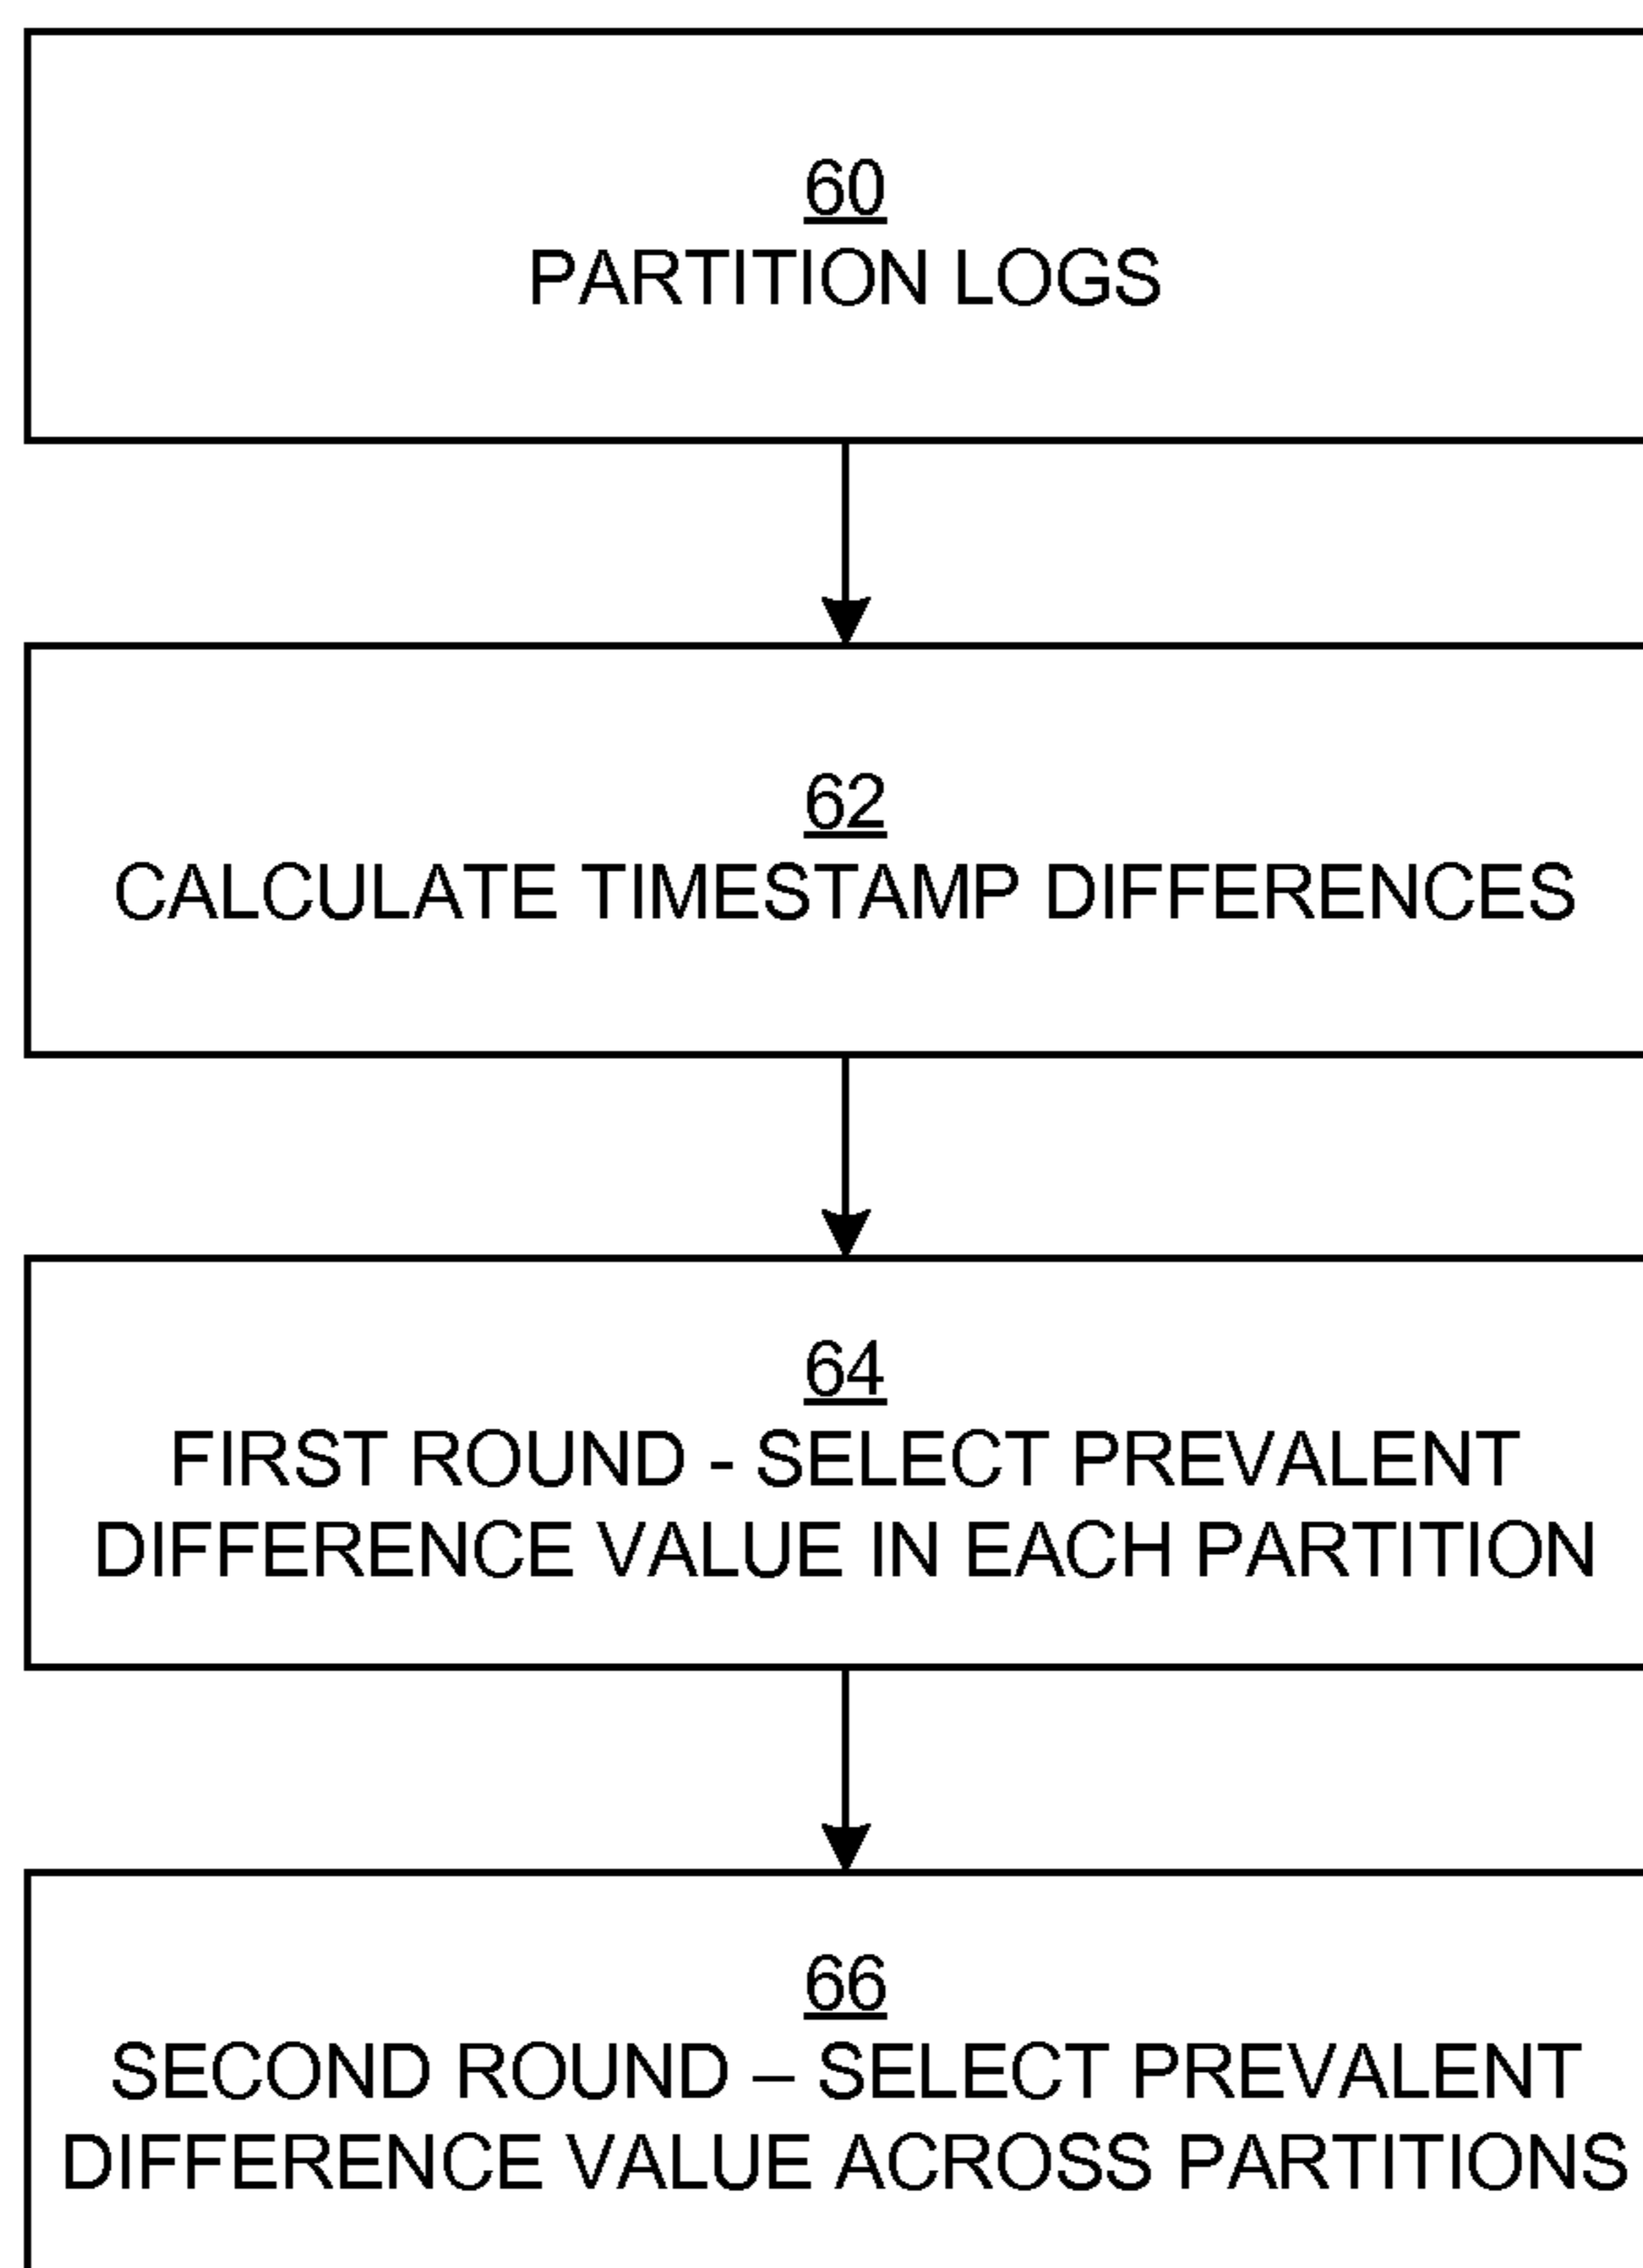 60
PARTITION LOGS
62
CALCULATE TIMESTAMP DIFFERENCES
64
FIRST ROUND - SELECT PREVALENT
DIFFERENCE VALUE IN EACH PARTITION
66
SECOND ROUND – SELECT PREVALENT
DIFFERENCE VALUE ACROSS PARTITIONS